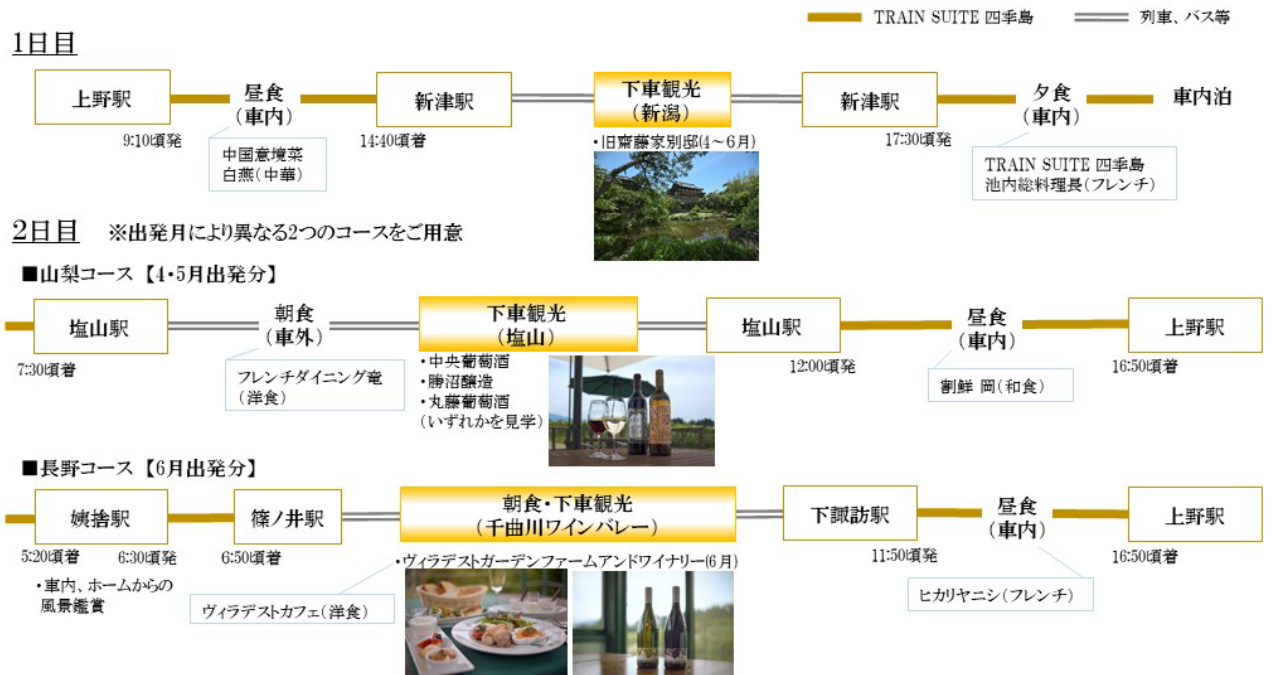 TRAIN SUITE 四季島
列車、バス等
1日目
上野駅
9:10頃発
昼食
(車内)
中国意境菜
白燕(中華)
新津駅
14:40頃着
下車観光
(新潟)
・旧齋藤家別邸(4～6月)
新津駅
17:30頃発
夕食
(車内)
TRAIN SUITE 四季島
池内総料理長(フレンチ)
車内泊
2日目 ※出発月により異なる2つのコースをご用意
■山梨コース 【4・5月出発分】
塩山駅
7:30頃着
朝食
(車外)
フレンチダイニング竜
(洋食)
下車観光
(塩山)
・中央葡萄酒
・勝沼醸造
・丸藤葡萄酒
(いずれかを見学)
塩山駅
12:00頃発
昼食
(車内)
割鮮 岡(和食)
上野駅
16:50頃着
■長野コース 【6月出発分】
姨捨駅
5:20頃着 6:30頃発
・車内、ホームからの
風景鑑賞
篠ノ井駅
6:50頃着
朝食・下車観光
(千曲川ワインバレー)
・ヴィラデストガーデンファームアンドワイナリー(6月)
ヴィラデストカフェ(洋食)
下諏訪駅
11:50頃発
昼食
(車内)
ヒカリヤニシ(フレンチ)
上野駅
16:50頃着